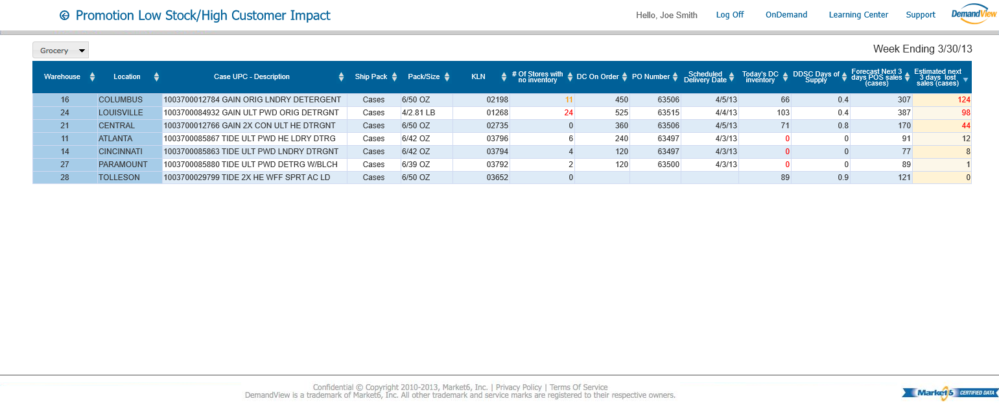 Promotion Low Stock/High Customer Impact
Hello, Joe Smith Log Off OnDemand Learning Center Support DemandView
Grocery
Week Ending 3/30/13
Warehouse Location Case UPC - Description Ship Pack Pack/Size KLN # Of Stores with no inventory DC On Order PO Number Scheduled Delivery Date Today's DC inventory DDSC Days of Supply Forecast Next 3 days POS sales (cases) Estimated next 3 days lost sales (cases)
16 COLUMBUS 1003700012784 GAIN ORIG LNDRY DETERGENT Cases 6/50 OZ 02198 11 450 63506 4/5/13 66 0.4 307 124
24 LOUISVILLE 1003700084932 GAIN ULT PWD ORIG DETRGNT Cases 4/2.81 LB 01268 24 525 63515 4/4/13 103 0.4 387 98
21 CENTRAL 1003700012766 GAIN 2X CON ULT HE DTRGNT Cases 6/50 OZ 02735 0 360 63506 4/5/13 71 0.8 170 44
11 ATLANTA 1003700085867 TIDE ULT PWD HE LDRY DTRG Cases 6/42 OZ 03796 6 240 63497 4/3/13 0 0 91 12
14 CINCINNATI 1003700085863 TIDE ULT PWD LNDRY DTRGNT Cases 6/42 OZ 03794 4 120 63497 4/3/13 0 0 77 8
27 PARAMOUNT 1003700085880 TIDE ULT PWD DETRG W/BLCH Cases 6/39 OZ 03792 2 120 63500 4/3/13 0 0 89 1
28 TOLLESON 1003700029799 TIDE 2X HE WFF SPRT AC LD Cases 6/50 OZ 03652 0 89 0.9 121 0
Confidential © Copyright 2010-2013, Market6, Inc. | Privacy Policy | Terms Of Service
DemandView is a trademark of Market6, Inc. All other trademark and service marks are registered to their respective owners.
Market6 CERTIFIED DATA